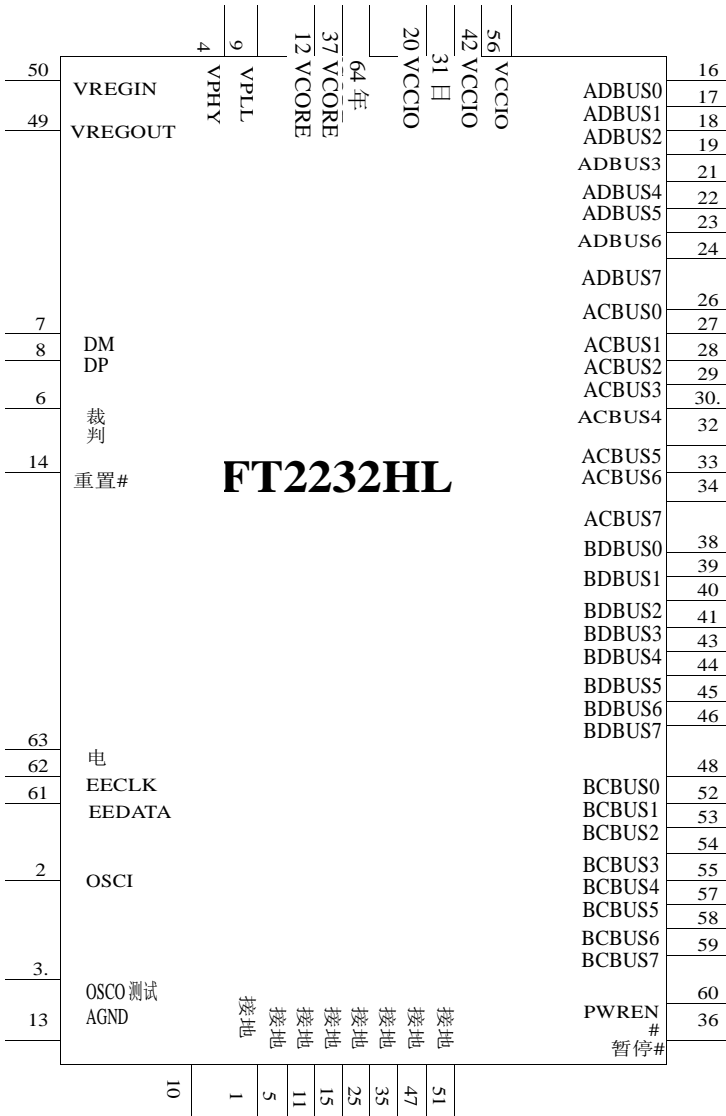 4 VPHY
9 VPLL
12 VCORE
37 VCORE
64 年
20 VCCIO
31 日
42 VCCIO
56 VCCIO
50 VREGIN
49 VREGOUT
7 DM
8 DP
6 裁判
14 重置#
63 电
62 EECLK
61 EEDATA
2 OSCI
3. OSCO 测试
13 AGND
FT2232HL
ADBUS0 16
ADBUS1 17
ADBUS2 18
ADBUS3 19
ADBUS4 21
ADBUS5 22
ADBUS6 23
ADBUS7 24
ACBUS0 26
ACBUS1 27
ACBUS2 28
ACBUS3 29
ACBUS4 30.
ACBUS5 32
ACBUS6 33
ACBUS7 34
BDBUS0 38
BDBUS1 39
BDBUS2 40
BDBUS3 41
BDBUS4 43
BDBUS5 44
BDBUS6 45
BDBUS7 46
BCBUS0 48
BCBUS1 52
BCBUS2 53
BCBUS3 54
BCBUS4 55
BCBUS5 57
BCBUS6 58
BCBUS7 59
PWREN# 60
暂停# 36
接地 接地 接地 接地 接地 接地 接地 接地
10 1 5 11 15 25 35 47 51